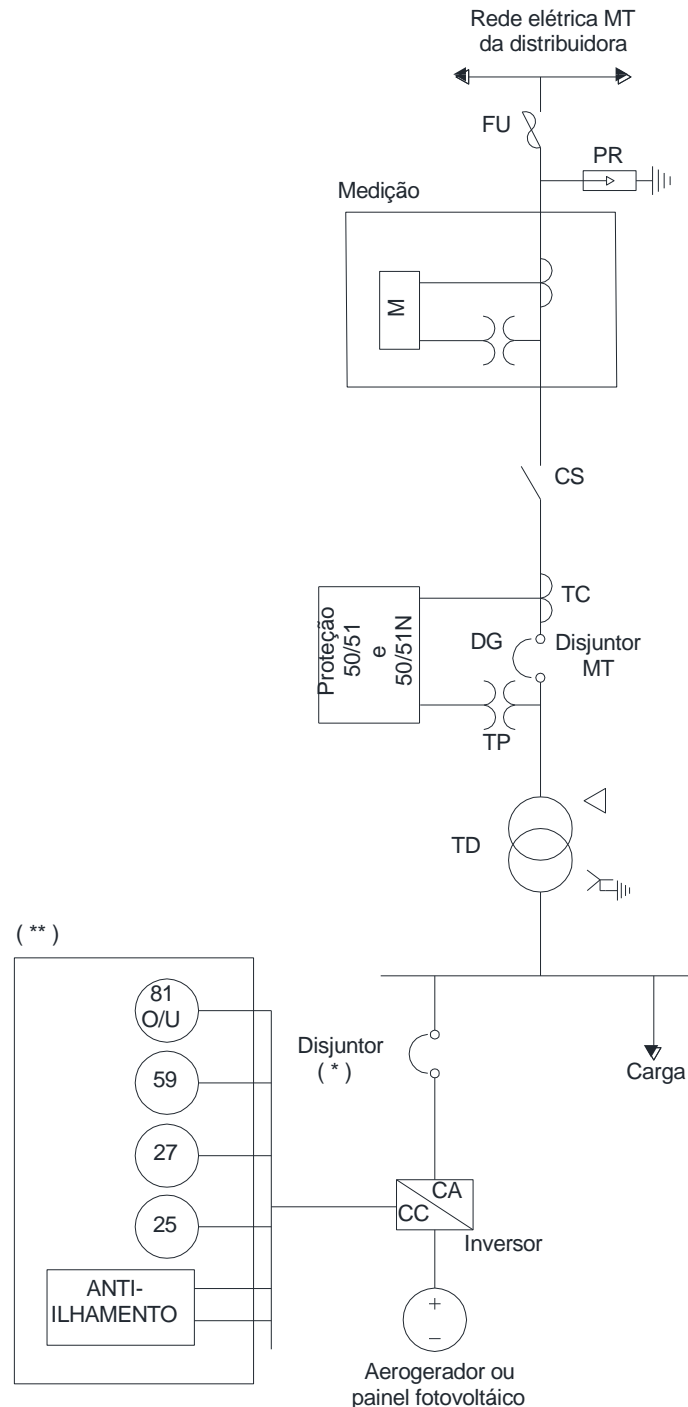 Rede elétrica MT
da distribuidora
FU
PR
Medição
M
CS
TC
Proteção
50/51
e
50/51N
DG
Disjuntor
MT
TP
TD
( ** )
81
O/U
59
27
25
ANTI-
ILHAMENTO
Disjuntor
( * )
Carga
CA
CC
Inversor
+
–
Aerogerador ou
painel fotovoltáico